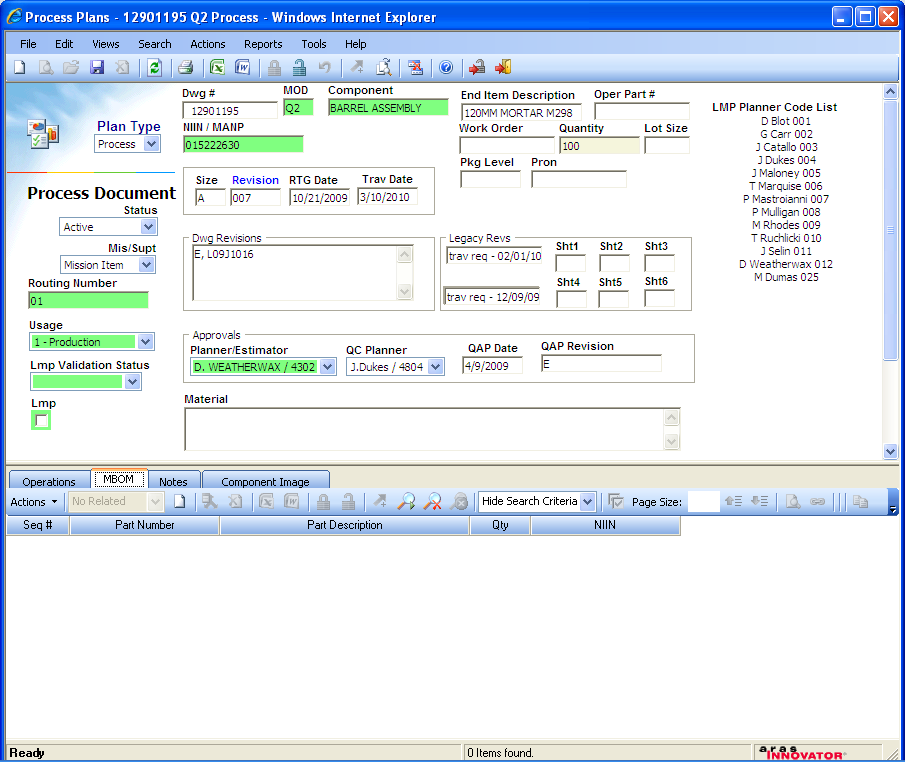 Process Plans - 12901195 Q2 Process - Windows Internet Explorer
File Edit Views Search Actions Reports Tools Help
Plan Type
Process
Process Document
Status
Active
Mis/Supt
Mission Item
Routing Number
01
Usage
1 - Production
Lmp Validation Status
Lmp
Dwg # MOD Component End Item Description Oper Part #
12901195 Q2 BARREL ASSEMBLY 120MM MORTAR M298
NIIN / MANP Work Order Quantity Lot Size
015222630 100
Pkg Level Pron
Size Revision RTG Date Trav Date
A 007 10/21/2009 3/10/2010
Dwg Revisions
E, L09J1016
Legacy Revs Sht1 Sht2 Sht3
trav req - 02/01/10
Sht4 Sht5 Sht6
trav req - 12/09/09
Approvals
Planner/Estimator QC Planner QAP Date QAP Revision
D. WEATHERWAX / 4302 J.Dukes / 4804 4/9/2009 E
Material
LMP Planner Code List
D Blot 001
G Carr 002
J Catallo 003
J Dukes 004
J Maloney 005
T Marquise 006
P Mastroianni 007
P Mulligan 008
M Rhodes 009
T Ruchlicki 010
J Selin 011
D Weatherwax 012
M Dumas 025
Operations MBOM Notes Component Image
Actions No Related Hide Search Criteria Page Size:
Seq # Part Number Part Description Qty NIIN
Ready 0 Items found. aras INNOVATOR